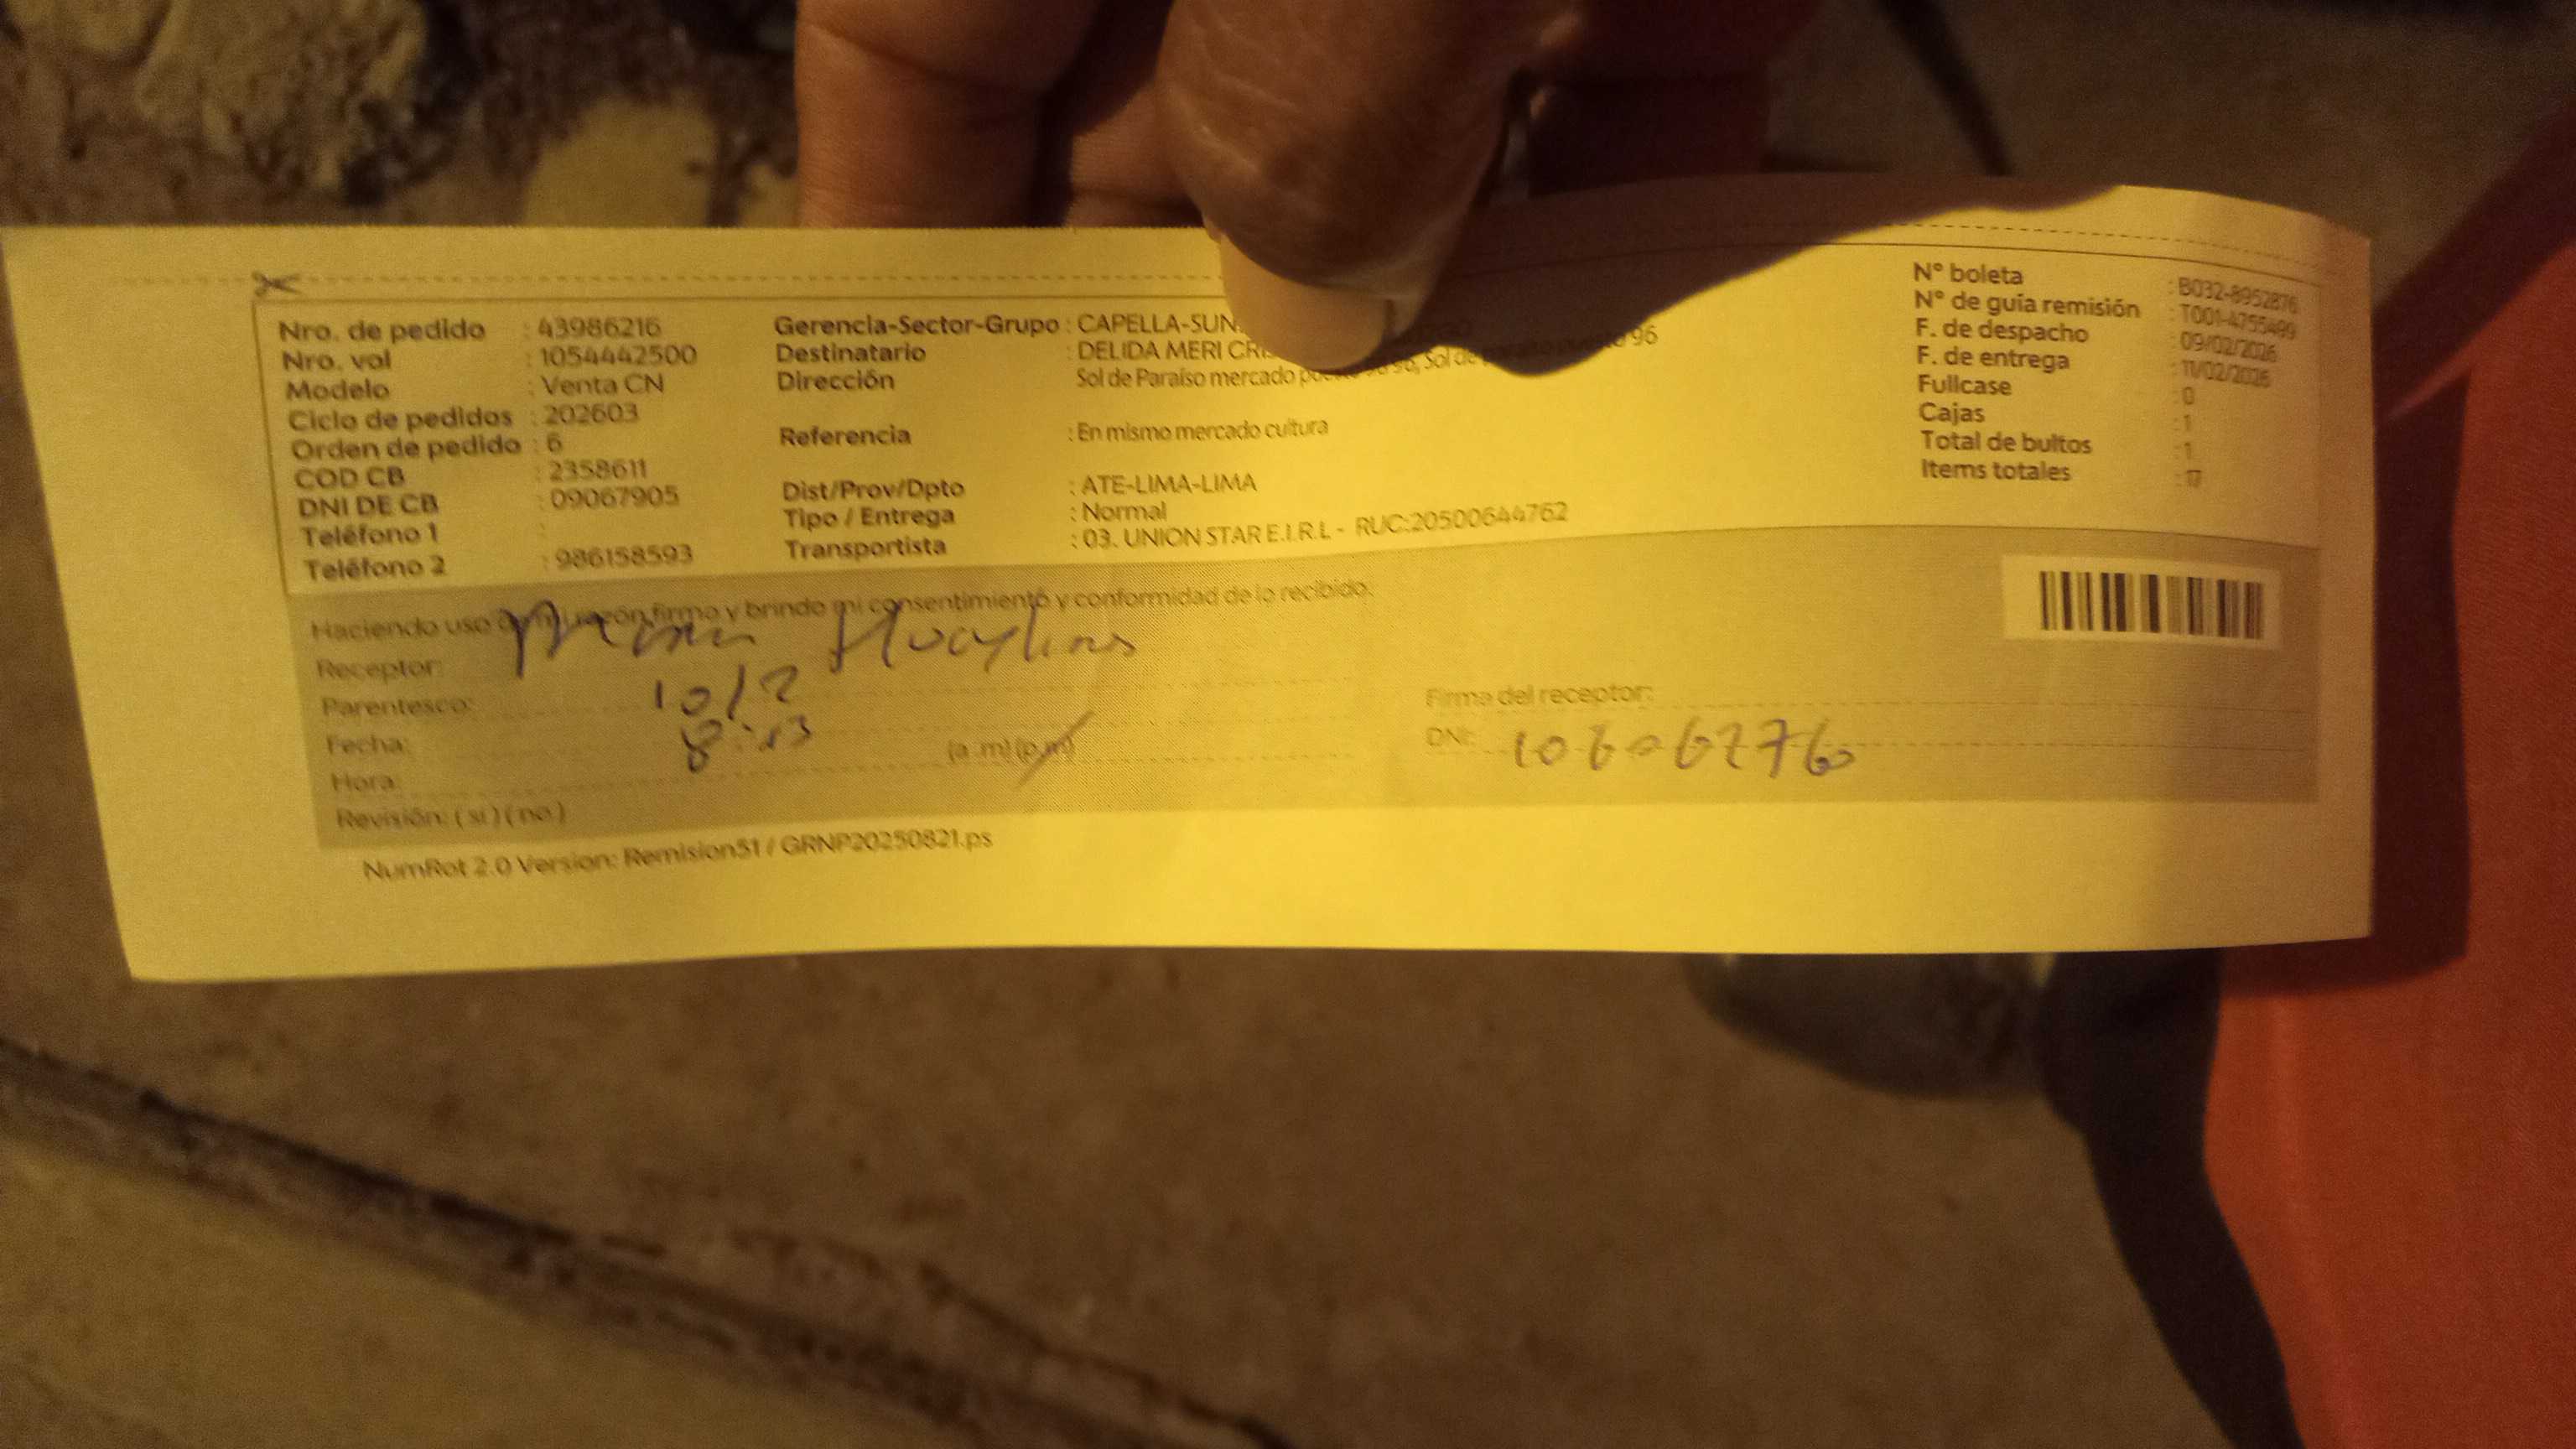 Nro. de pedido : 43986216
Nro. vol : 1054442500
Modelo : Venta CN
Ciclo de pedidos : 202603
Orden de pedido : 6
COD CB : 2358611
DNI DE CB : 09067905
Teléfono 1 :
Teléfono 2 : 986158593
Gerencia-Sector-Grupo : CAPELLA-SUN
Destinatario : DELIDA MERI
Dirección Sol de Paraíso mercado
Referencia : En mismo mercado cultura
Dist/Prov/Dpto : ATE-LIMA-LIMA
Tipo / Entrega : Normal
Transportista : 03. UNION STAR E.I.R.L - RUC:20500644762
N° boleta : B032-8952876
N° de guía remisión : T001-4755499
F. de despacho : 09/02/2026
F. de entrega : 11/02/2026
Fullcase : 0
Cajas : 1
Total de bultos : 1
Items totales : 17
Haciendo uso de mi razón firmo y brindo mi consentimiento y conformidad de lo recibido:
Receptor:
Parentesco:
Fecha: 10/2
Hora: (a .m) (p.m)
Revisión: ( si ) ( no )
Firma del receptor:
DNI: 10606276
NumRot 2.0 Version: Remision51 / GRNP20250821.ps